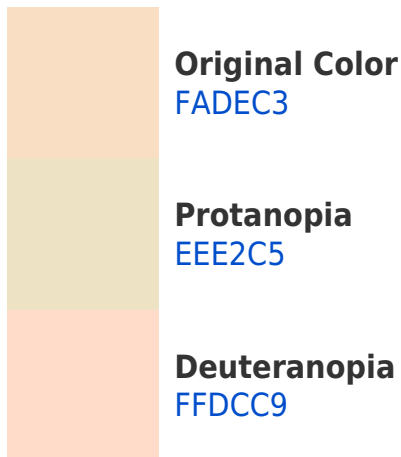 Original Color
FADEC3
Protanopia
EEE2C5
Deuteranopia
FFDCC9